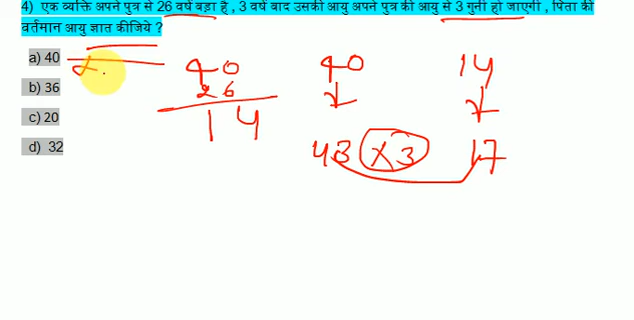 4) एक व्यक्ति अपने पुत्र से 26 वर्ष बड़ा है , 3 वर्ष बाद उसकी आयु अपने पुत्र की आयु से 3 गुनी हो जाएगी , पिता की
वर्तमान आयु ज्ञात कीजिये ?
a) 40
b) 36
c) 20
d) 32
40 40 14
26
14
43 x3 17